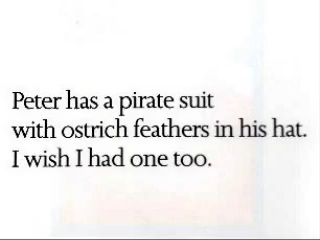 Peter has a pirate suit
with ostrich feathers in his hat.
I wish I had one too.